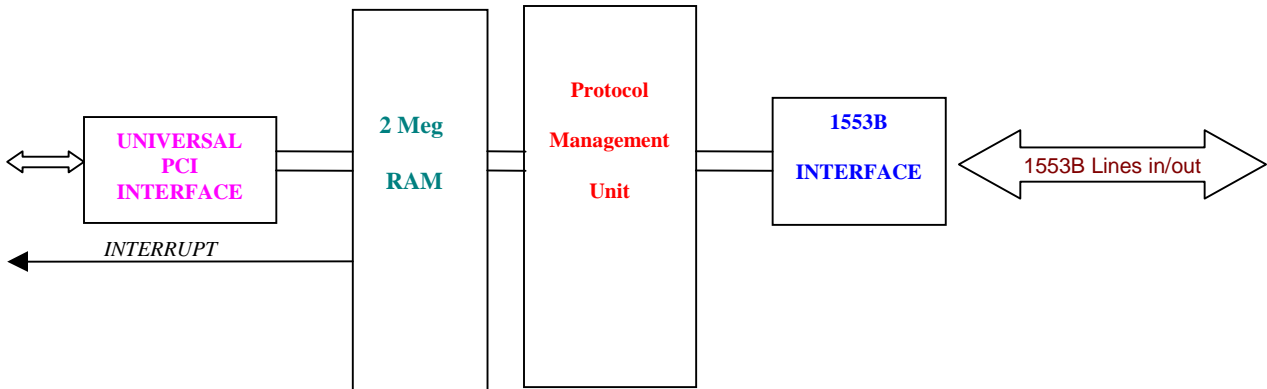 UNIVERSAL
PCI
INTERFACE
INTERRUPT
2 Meg
RAM
Protocol
Management
Unit
1553B
INTERFACE
1553B Lines in/out